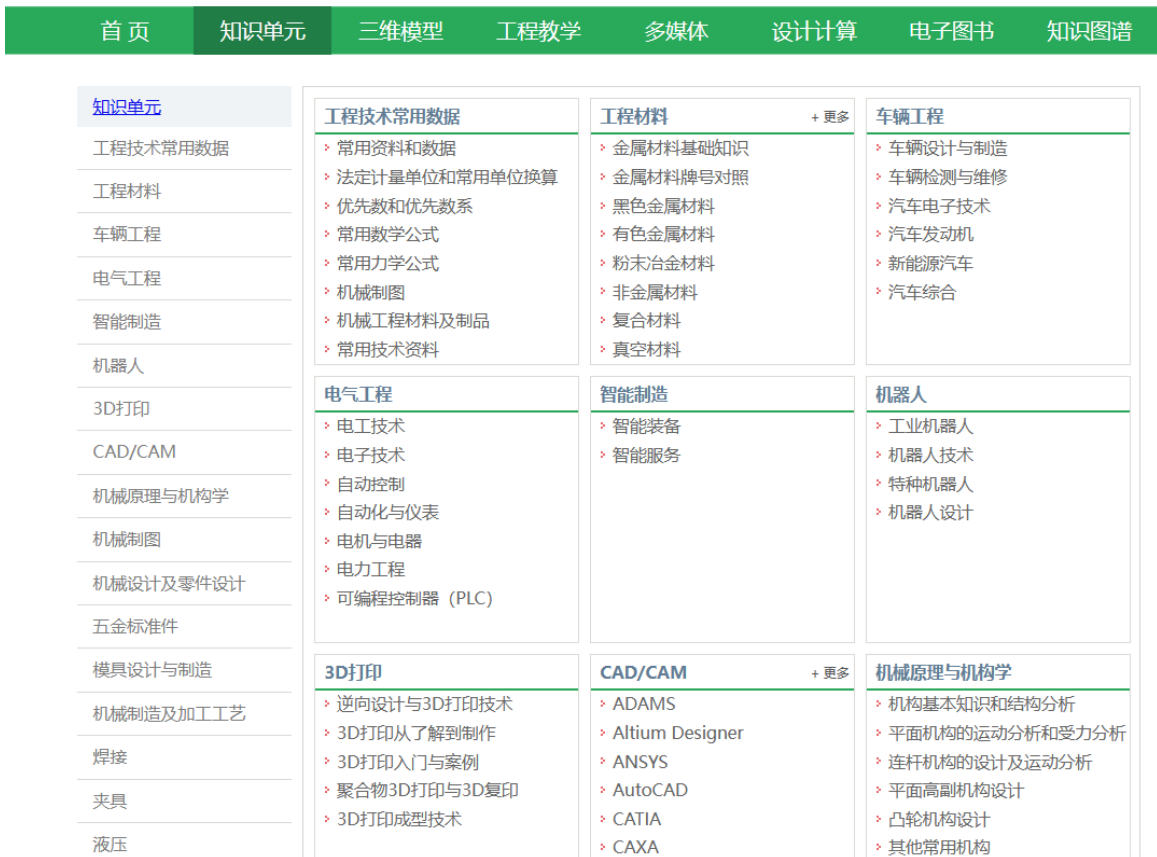 首 页 知识单元 三维模型 工程教学 多媒体 设计计算 电子图书 知识图谱
知识单元
工程技术常用数据
工程材料
车辆工程
电气工程
智能制造
机器人
3D打印
CAD/CAM
机械原理与机构学
机械制图
机械设计及零件设计
五金标准件
模具设计与制造
机械制造及加工工艺
焊接
夹具
液压
工程技术常用数据
常用资料和数据
法定计量单位和常用单位换算
优先数和优先数系
常用数学公式
常用力学公式
机械制图
机械工程材料及制品
常用技术资料
工程材料 + 更多
金属材料基础知识
金属材料牌号对照
黑色金属材料
有色金属材料
粉末冶金材料
非金属材料
复合材料
真空材料
车辆工程
车辆设计与制造
车辆检测与维修
汽车电子技术
汽车发动机
新能源汽车
汽车综合
电气工程
电工技术
电子技术
自动控制
自动化与仪表
电机与电器
电力工程
可编程控制器（PLC）
智能制造
智能装备
智能服务
机器人
工业机器人
机器人技术
特种机器人
机器人设计
3D打印
逆向设计与3D打印技术
3D打印从了解到制作
3D打印入门与案例
聚合物3D打印与3D复印
3D打印成型技术
CAD/CAM + 更多
ADAMS
Altium Designer
ANSYS
AutoCAD
CATIA
CAXA
机械原理与机构学
机构基本知识和结构分析
平面机构的运动分析和受力分析
连杆机构的设计及运动分析
平面高副机构设计
凸轮机构设计
其他常用机构